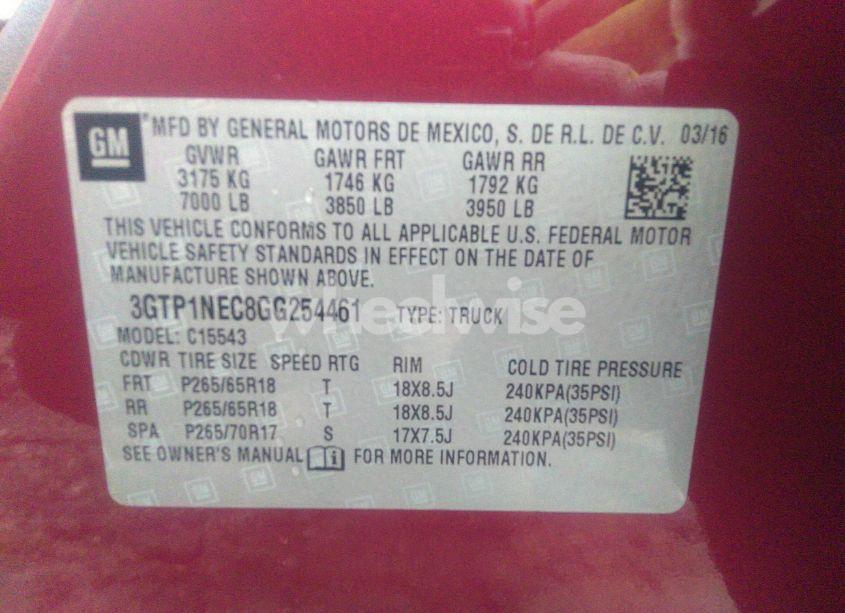 GM MFD BY GENERAL MOTORS DE MEXICO, S. DE R.L. DE C.V. 03/16
GVWR GAWR FRT GAWR RR
3175 KG 1746 KG 1792 KG
7000 LB 3850 LB 3950 LB
THIS VEHICLE CONFORMS TO ALL APPLICABLE U.S. FEDERAL MOTOR
VEHICLE SAFETY STANDARDS IN EFFECT ON THE DATE OF
MANUFACTURE SHOWN ABOVE.
3GTP1NEC8GG254461 TYPE: TRUCK
wheelwise
MODEL: C15543
CDWR TIRE SIZE SPEED RTG RIM COLD TIRE PRESSURE
FRT P265/65R18 T 18X8.5J 240KPA(35PSI)
RR P265/65R18 T 18X8.5J 240KPA(35PSI)
SPA P265/70R17 S 17X7.5J 240KPA(35PSI)
SEE OWNER'S MANUAL FOR MORE INFORMATION.